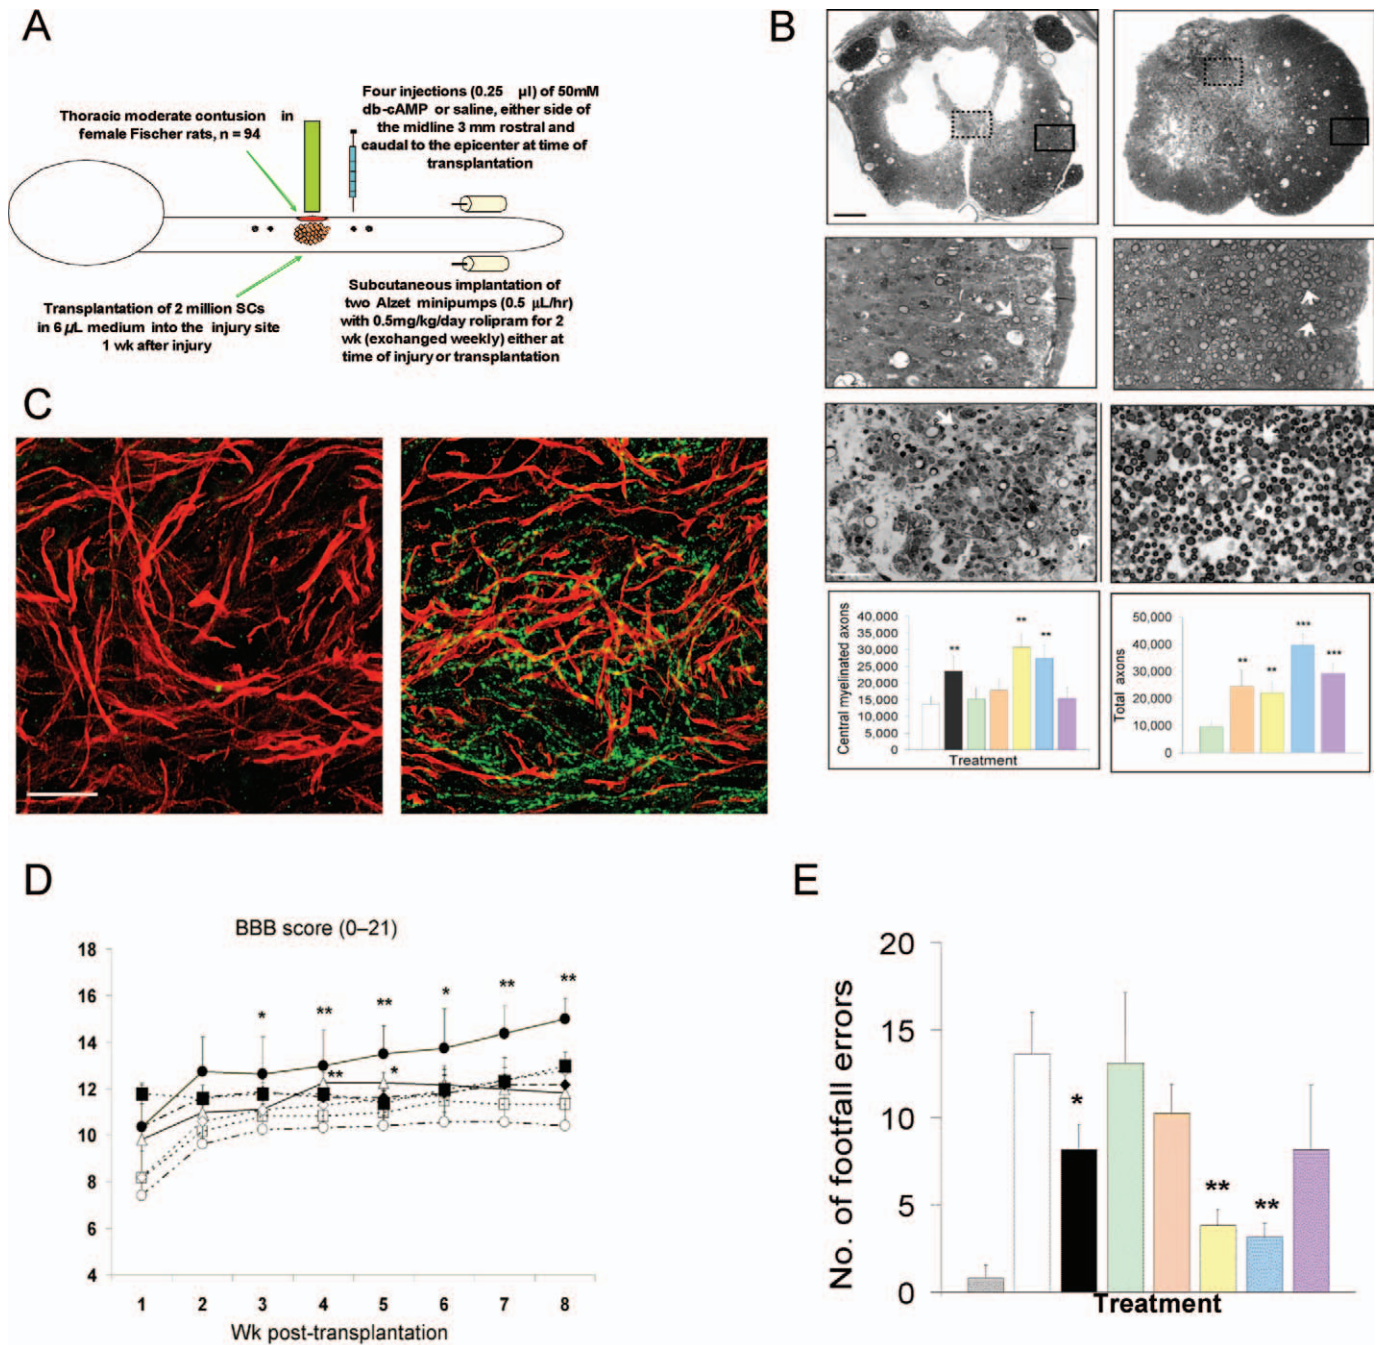 A
Thoracic moderate contusion in
female Fischer rats, n = 94
Four injections (0.25 µl) of 50mM
db-cAMP or saline, either side of
the midline 3 mm rostral and
caudal to the epicenter at time of
transplantation
Transplantation of 2 million SCs
in 6 µL medium into the injury site
1 wk after injury
Subcutaneous implantation of
two Alzet minipumps (0.5 µL/hr)
with 0.5mg/kg/day rolipram for 2
wk (exchanged weekly) either at
time of injury or transplantation
B
Central myelinated axons
40,000
35,000
30,000
25,000
20,000
15,000
10,000
5,000
0
**
**
**
Treatment
Total axons
50,000
40,000
30,000
20,000
10,000
0
**
**
***
***
C
D
BBB score (0–21)
18
16
14
12
10
8
6
4
*
**
**
*
**
**
**
*
1 2 3 4 5 6 7 8
Wk post-transplantation
E
No. of footfall errors
20
15
10
5
0
*
**
**
Treatment